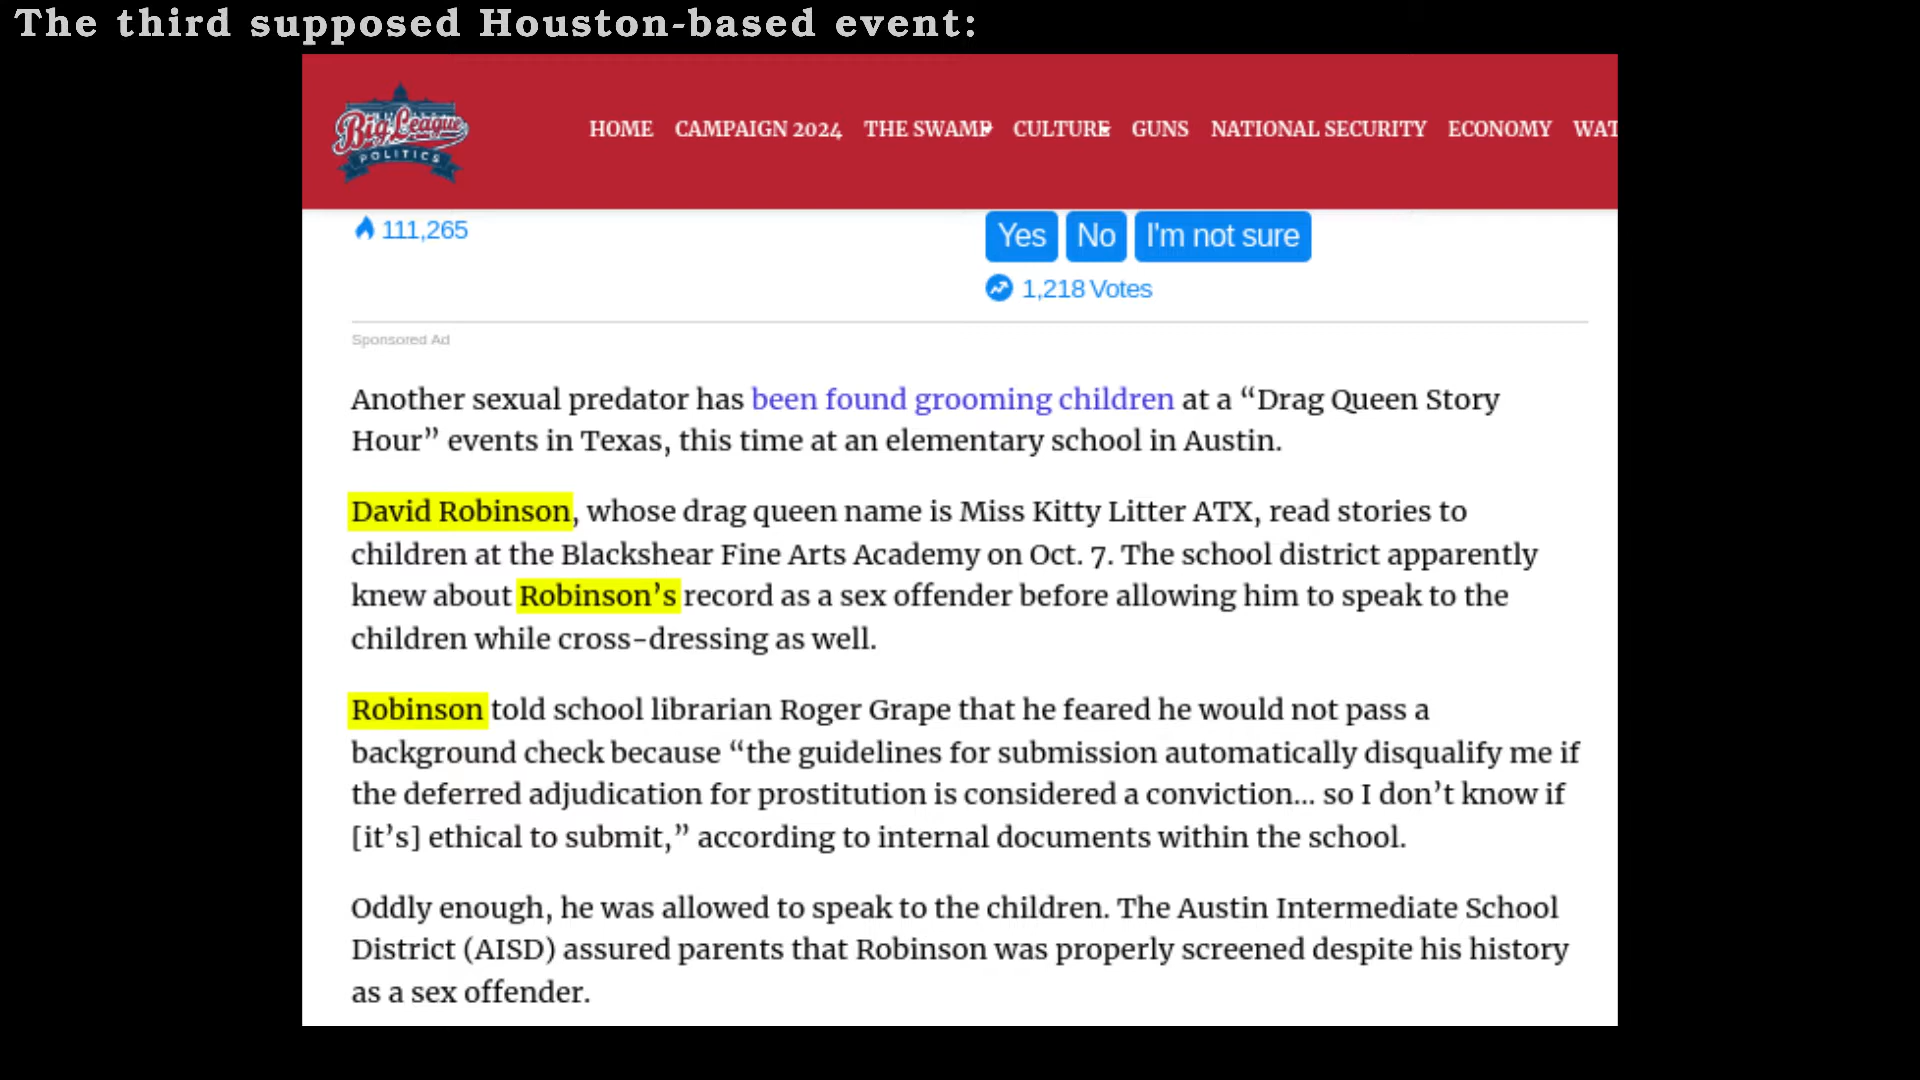 The third supposed Houston-based event:
Big League
POLITICS
HOME CAMPAIGN 2024 THE SWAMP CULTURE GUNS NATIONAL SECURITY ECONOMY WAT
111,265
Yes No I'm not sure
1,218 Votes
Sponsored Ad
Another sexual predator has been found grooming children at a “Drag Queen Story
Hour” events in Texas, this time at an elementary school in Austin.
David Robinson, whose drag queen name is Miss Kitty Litter ATX, read stories to
children at the Blackshear Fine Arts Academy on Oct. 7. The school district apparently
knew about Robinson’s record as a sex offender before allowing him to speak to the
children while cross-dressing as well.
Robinson told school librarian Roger Grape that he feared he would not pass a
background check because “the guidelines for submission automatically disqualify me if
the deferred adjudication for prostitution is considered a conviction… so I don’t know if
[it’s] ethical to submit,” according to internal documents within the school.
Oddly enough, he was allowed to speak to the children. The Austin Intermediate School
District (AISD) assured parents that Robinson was properly screened despite his history
as a sex offender.